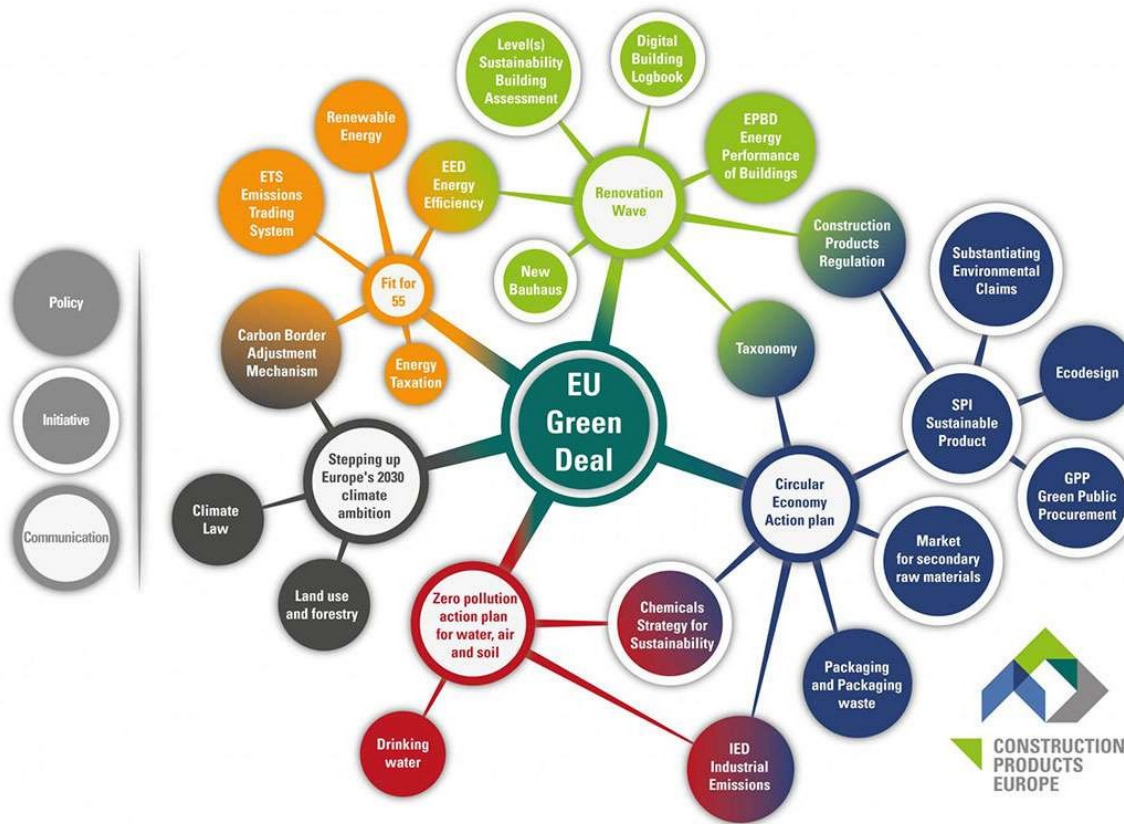 Policy
Initiative
Communication
Level(s)
Sustainability
Building
Assessment
Digital
Building
Logbook
Renewable
Energy
EPBD
Energy
Performance
of Buildings
EED
Energy
Efficiency
ETS
Emissions
Trading
System
Renovation
Wave
Construction
Products
Regulation
Substantiating
Environmental
Claims
New
Bauhaus
Fit for
55
Carbon Border
Adjustment
Mechanism
Energy
Taxation
Taxonomy
Ecodesign
EU
Green
Deal
SPI
Sustainable
Product
Stepping up
Europe's 2030
climate
ambition
Circular
Economy
Action plan
GPP
Green Public
Procurement
Climate
Law
Market
for secondary
raw materials
Land use
and forestry
Zero pollution
action plan
for water, air
and soil
Chemicals
Strategy for
Sustainability
Packaging
and Packaging
waste
Drinking
water
IED
Industrial
Emissions
CONSTRUCTION
PRODUCTS
EUROPE